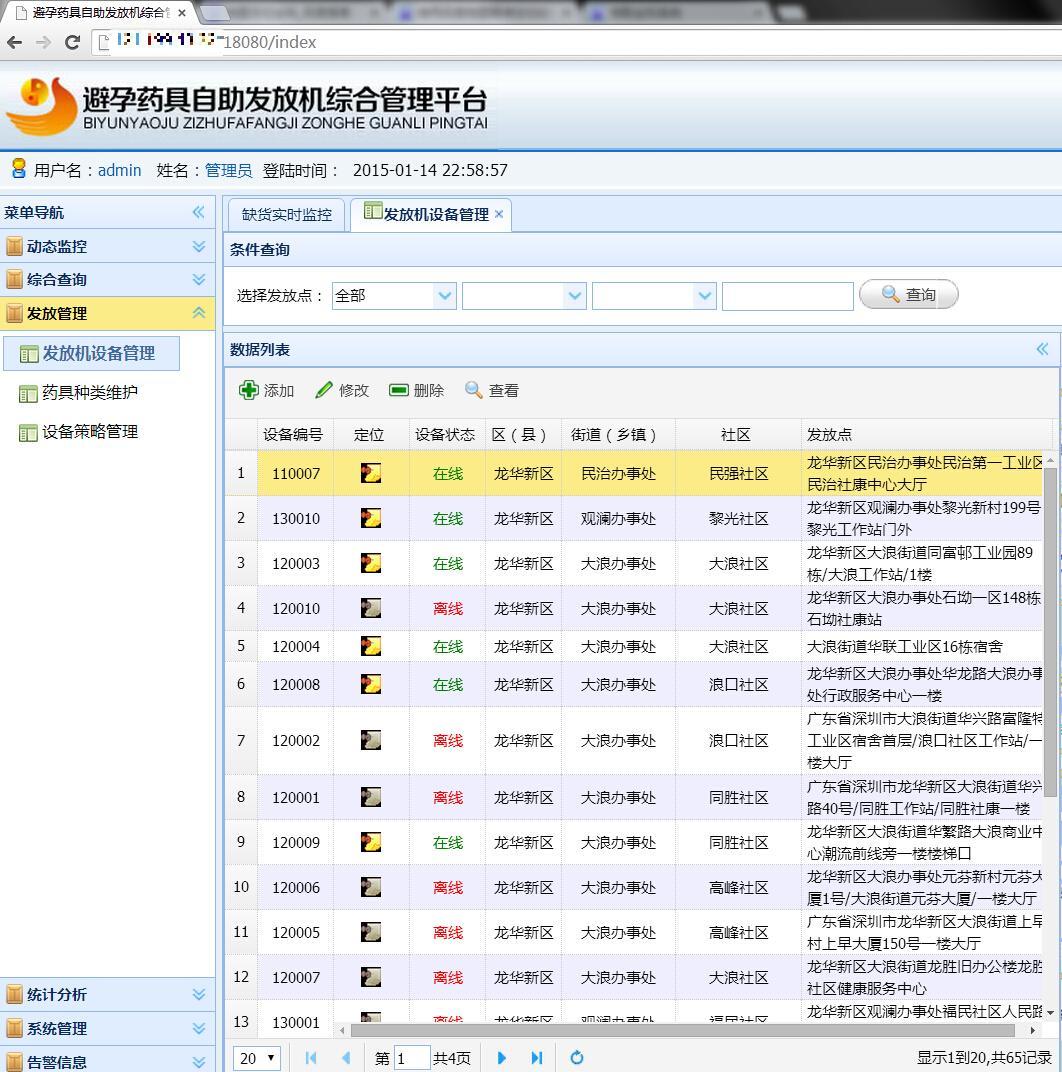 避孕药具自助发放机综合
18080/index
避孕药具自助发放机综合管理平台
BIYUNYAOJU ZIZHUFAFANGJI ZONGHE GUANLI PINGTAI
用户名：admin 姓名：管理员 登陆时间： 2015-01-14 22:58:57
菜单导航
动态监控
综合查询
发放管理
发放机设备管理
药具种类维护
设备策略管理
统计分析
系统管理
告警信息
缺货实时监控 发放机设备管理
条件查询
选择发放点： 全部 查询
数据列表
添加 修改 删除 查看
设备编号 定位 设备状态 区（县） 街道（乡镇） 社区 发放点
1 110007 在线 龙华新区 民治办事处 民强社区 龙华新区民治办事处民治第一工业区
民治社康中心大厅
2 130010 在线 龙华新区 观澜办事处 黎光社区 龙华新区观澜办事处黎光新村199号
黎光工作站门外
3 120003 在线 龙华新区 大浪办事处 大浪社区 龙华新区大浪街道同富邨工业园89
栋/大浪工作站/1楼
4 120010 离线 龙华新区 大浪办事处 大浪社区 龙华新区大浪办事处石坳一区148栋
石坳社康站
5 120004 在线 龙华新区 大浪办事处 大浪社区 大浪街道华联工业区16栋宿舍
6 120008 在线 龙华新区 大浪办事处 浪口社区 龙华新区大浪办事处华龙路大浪办事
处行政服务中心一楼
7 120002 离线 龙华新区 大浪办事处 浪口社区 广东省深圳市大浪街道华兴路富隆特
工业区宿舍首层/浪口社区工作站/一
楼大厅
8 120001 离线 龙华新区 大浪办事处 同胜社区 广东省深圳市龙华新区大浪街道华兴
路40号/同胜工作站/同胜社康一楼
9 120009 在线 龙华新区 大浪办事处 同胜社区 龙华新区大浪街道华繁路大浪商业中
心潮流前线旁一楼楼梯口
10 120006 离线 龙华新区 大浪办事处 高峰社区 龙华新区大浪办事处元芬新村元芬大
厦1号/大浪街道元芬大厦/一楼大厅
11 120005 离线 龙华新区 大浪办事处 高峰社区 广东省深圳市龙华新区大浪街道上早
村上早大厦150号一楼大厅
12 120007 离线 龙华新区 大浪办事处 大浪社区 龙华新区大浪街道龙胜旧办公楼龙胜
社区健康服务中心
13 130001 离线 龙华新区 观澜办事处 福民社区 龙华新区观澜办事处福民社区人民路
20 第 1 共4页 显示1到20,共65记录